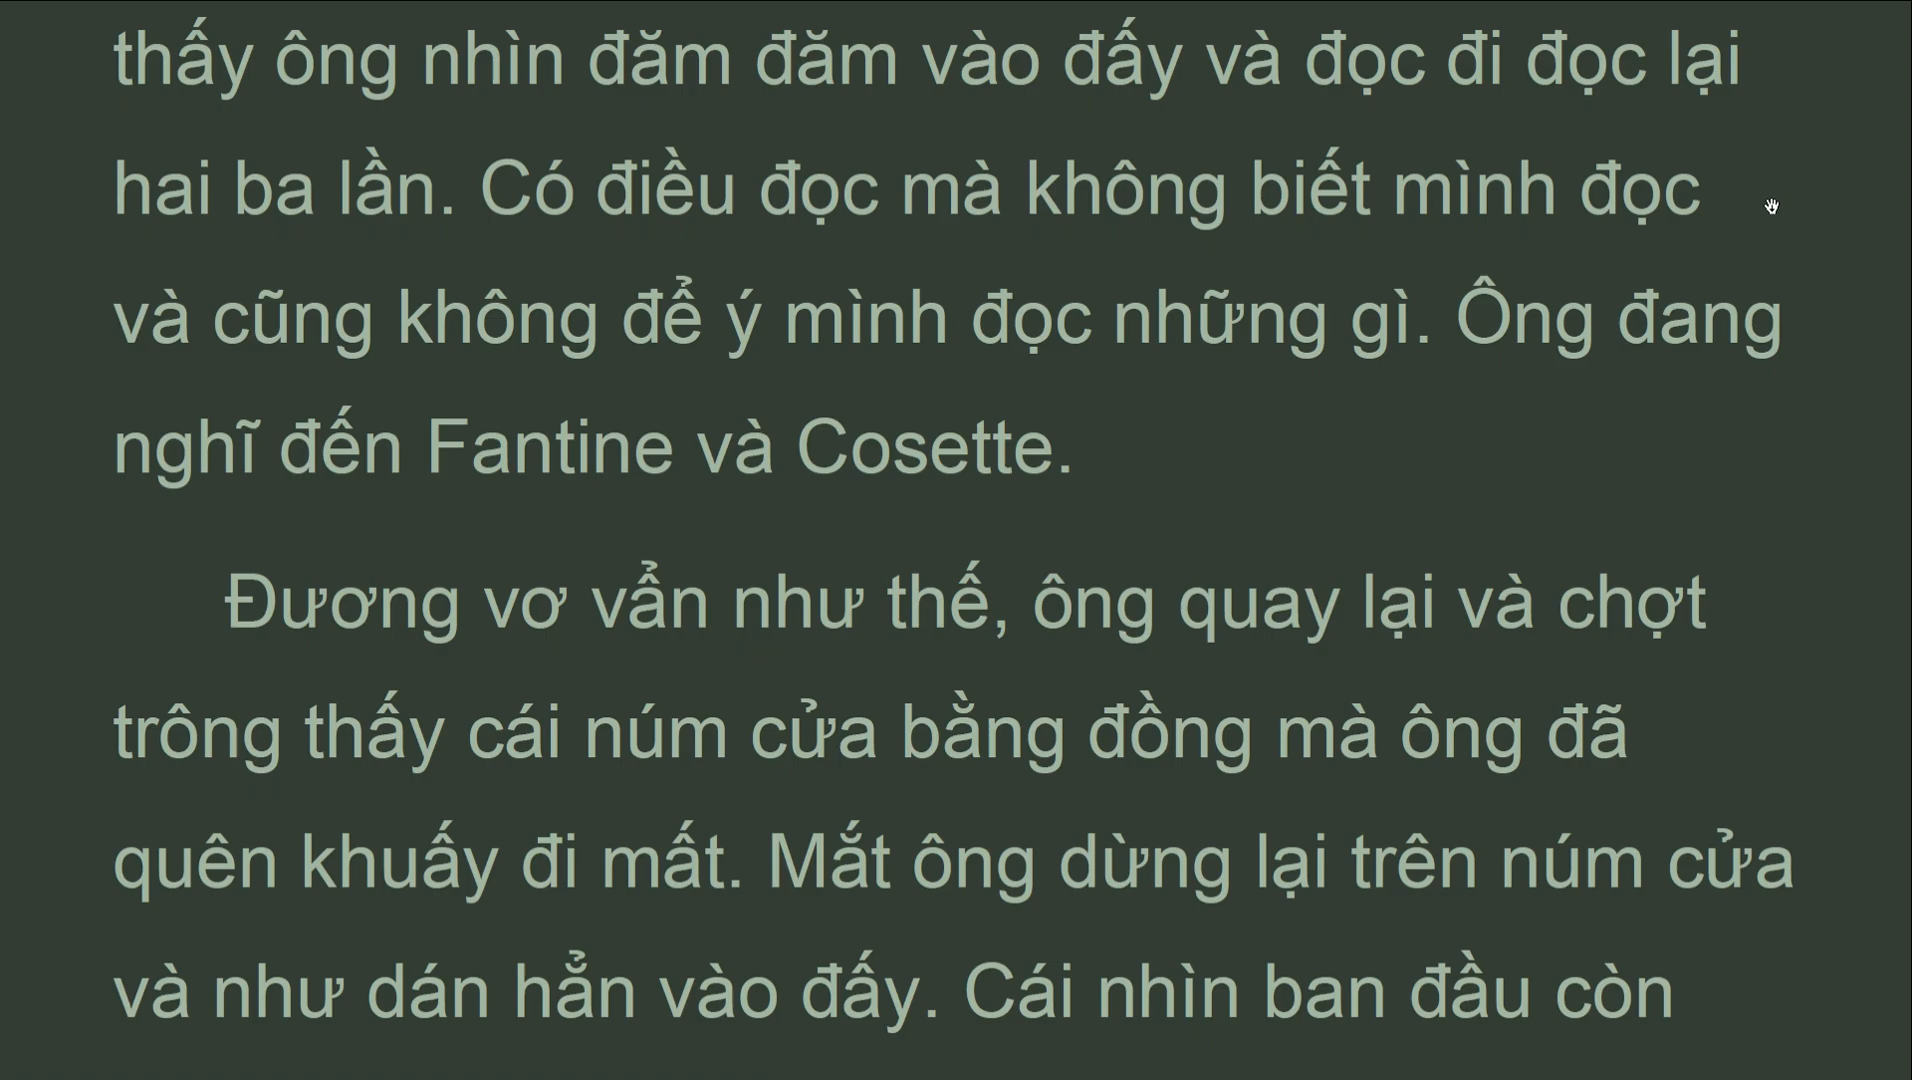 thấy ông nhìn đăm đăm vào đấy và đọc đi đọc lại
hai ba lần. Có điều đọc mà không biết mình đọc
và cũng không để ý mình đọc những gì. Ông đang
nghĩ đến Fantine và Cosette.
Đương vơ vẩn như thế, ông quay lại và chợt
trông thấy cái núm cửa bằng đồng mà ông đã
quên khuấy đi mất. Mắt ông dừng lại trên núm cửa
và như dán hẳn vào đấy. Cái nhìn ban đầu còn